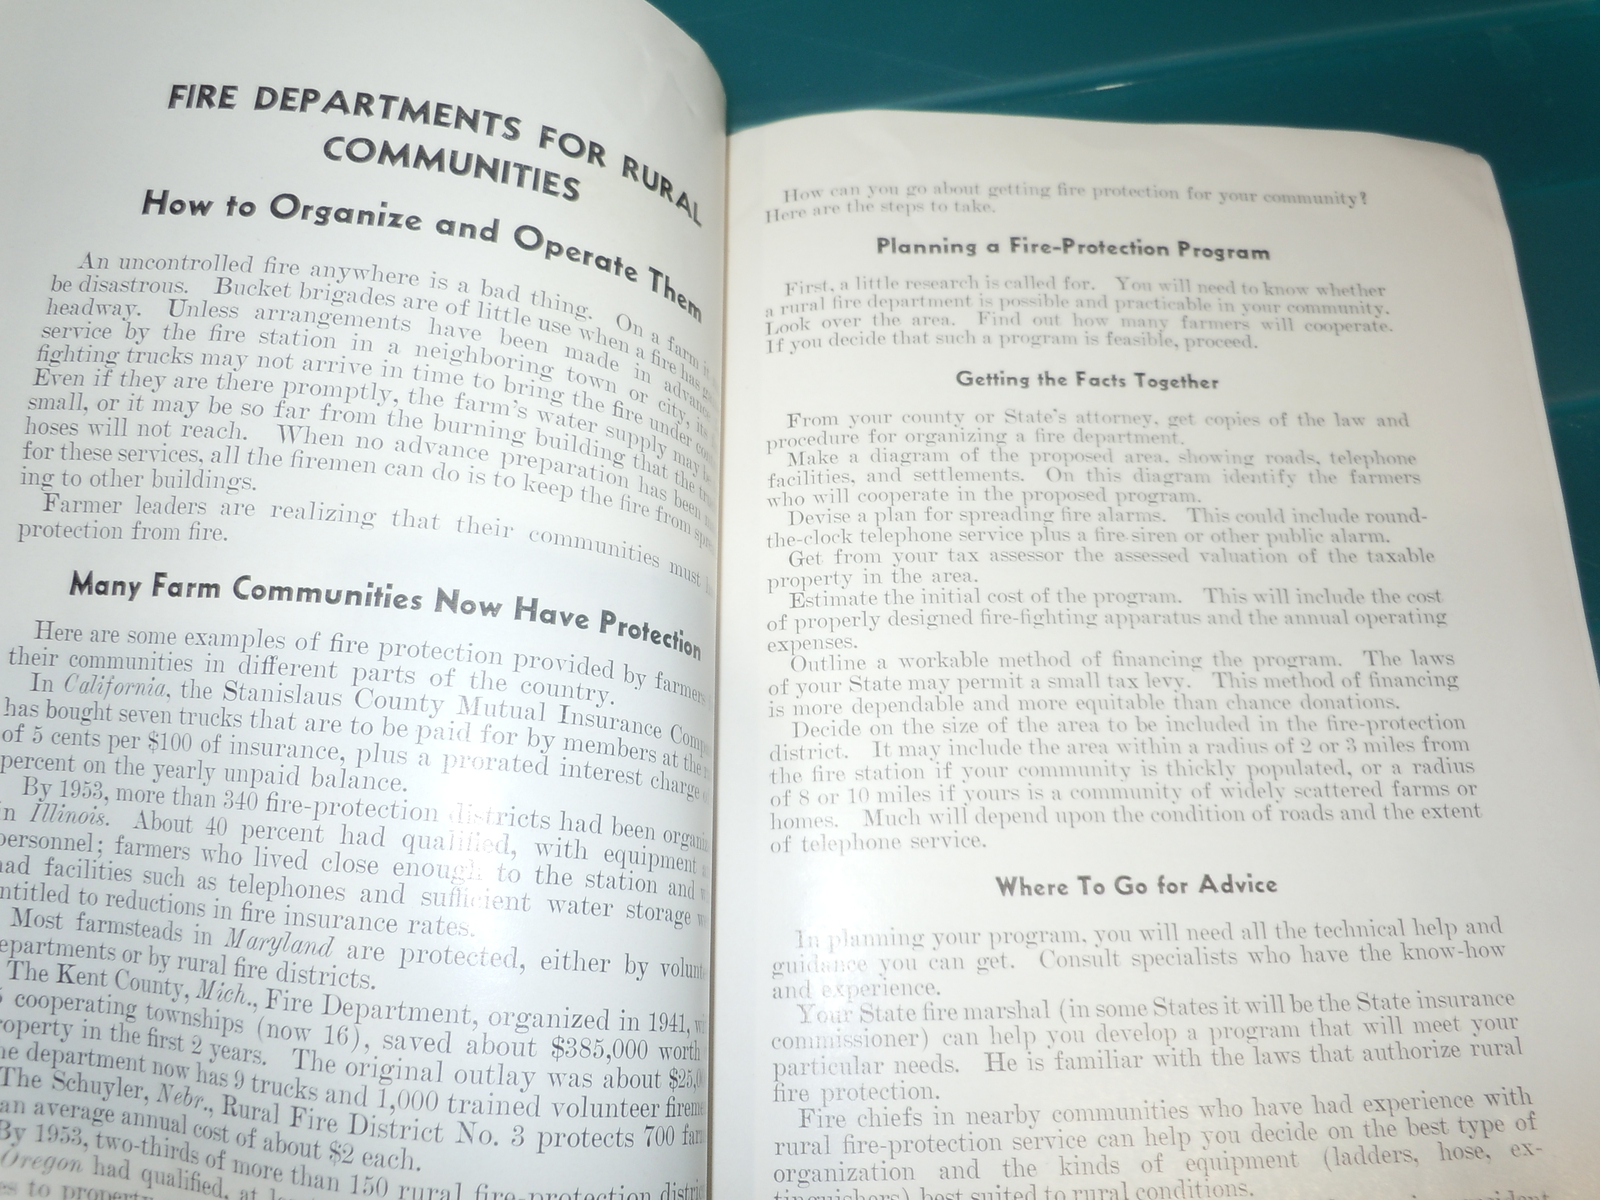 FIRE DEPARTMENTS FOR RURAL
COMMUNITIES
How to Organize and Operate Them
An uncontrolled fire anywhere is a bad thing. On a farm it
be disastrous. Bucket brigades are of little use when a fire has
headway. Unless arrangements have been made in advance
service by the fire station in a neighboring town or city, its
fighting trucks may not arrive in time to bring the fire under
Even if they are there promptly, the farm's water supply may be
small, or it may be so far from the burning building that the
hoses will not reach. When no advance preparation has been
for these services, all the firemen can do is to keep the fire from
ing to other buildings.
Farmer leaders are realizing that their communities must
protection from fire.
Many Farm Communities Now Have Protection
Here are some examples of fire protection provided by farmers
their communities in different parts of the country.
In California, the Stanislaus County Mutual Insurance Comp
has bought seven trucks that are to be paid for by members at the
of 5 cents per $100 of insurance, plus a prorated interest charge
percent on the yearly unpaid balance.
By 1953, more than 340 fire-protection districts had been organi
n Illinois. About 40 percent had qualified, with equipment
personnel; farmers who lived close enough to the station and
had facilities such as telephones and sufficient water storage
ntitled to reductions in fire insurance rates.
Most farmsteads in Maryland are protected, either by volunt
epartments or by rural fire districts.
The Kent County, Mich., Fire Department, organized in 1941,
cooperating townships (now 16), saved about $385,000 worth
roperty in the first 2 years. The original outlay was about $25,0
he department now has 9 trucks and 1,000 trained volunteer fireme
The Schuyler, Nebr., Rural Fire District No. 3 protects 700 far
an average annual cost of about $2 each.
By 1953, two-thirds of more than 150 rural fire-protection distri
Oregon had qualified, at
es to property
How can you go about getting fire protection for your community?
Here are the steps to take.
Planning a Fire-Protection Program
First, a little research is called for. You will need to know whether
a rural fire department is possible and practicable in your community.
Look over the area. Find out how many farmers will cooperate.
If you decide that such a program is feasible, proceed.
Getting the Facts Together
From your county or State's attorney, get copies of the law and
procedure for organizing a fire department.
Make a diagram of the proposed area, showing roads, telephone
facilities, and settlements. On this diagram identify the farmers
who will cooperate in the proposed program.
Devise a plan for spreading fire alarms. This could include round-
the-clock telephone service plus a fire-siren or other public alarm.
Get from your tax assessor the assessed valuation of the taxable
property in the area.
Estimate the initial cost of the program. This will include the cost
of properly designed fire-fighting apparatus and the annual operating
expenses.
Outline a workable method of financing the program. The laws
of your State may permit a small tax levy. This method of financing
is more dependable and more equitable than chance donations.
Decide on the size of the area to be included in the fire-protection
district. It may include the area within a radius of 2 or 3 miles from
the fire station if your community is thickly populated, or a radius
of 8 or 10 miles if yours is a community of widely scattered farms or
homes. Much will depend upon the condition of roads and the extent
of telephone service.
Where To Go for Advice
In planning your program, you will need all the technical help and
guidance you can get. Consult specialists who have the know-how
and experience.
Your State fire marshal (in some States it will be the State insurance
commissioner) can help you develop a program that will meet your
particular needs. He is familiar with the laws that authorize rural
fire protection.
Fire chiefs in nearby communities who have had experience with
rural fire-protection service can help you decide on the best type of
organization and the kinds of equipment (ladders, hose, ex-
tinguishers) best suited to rural conditions.